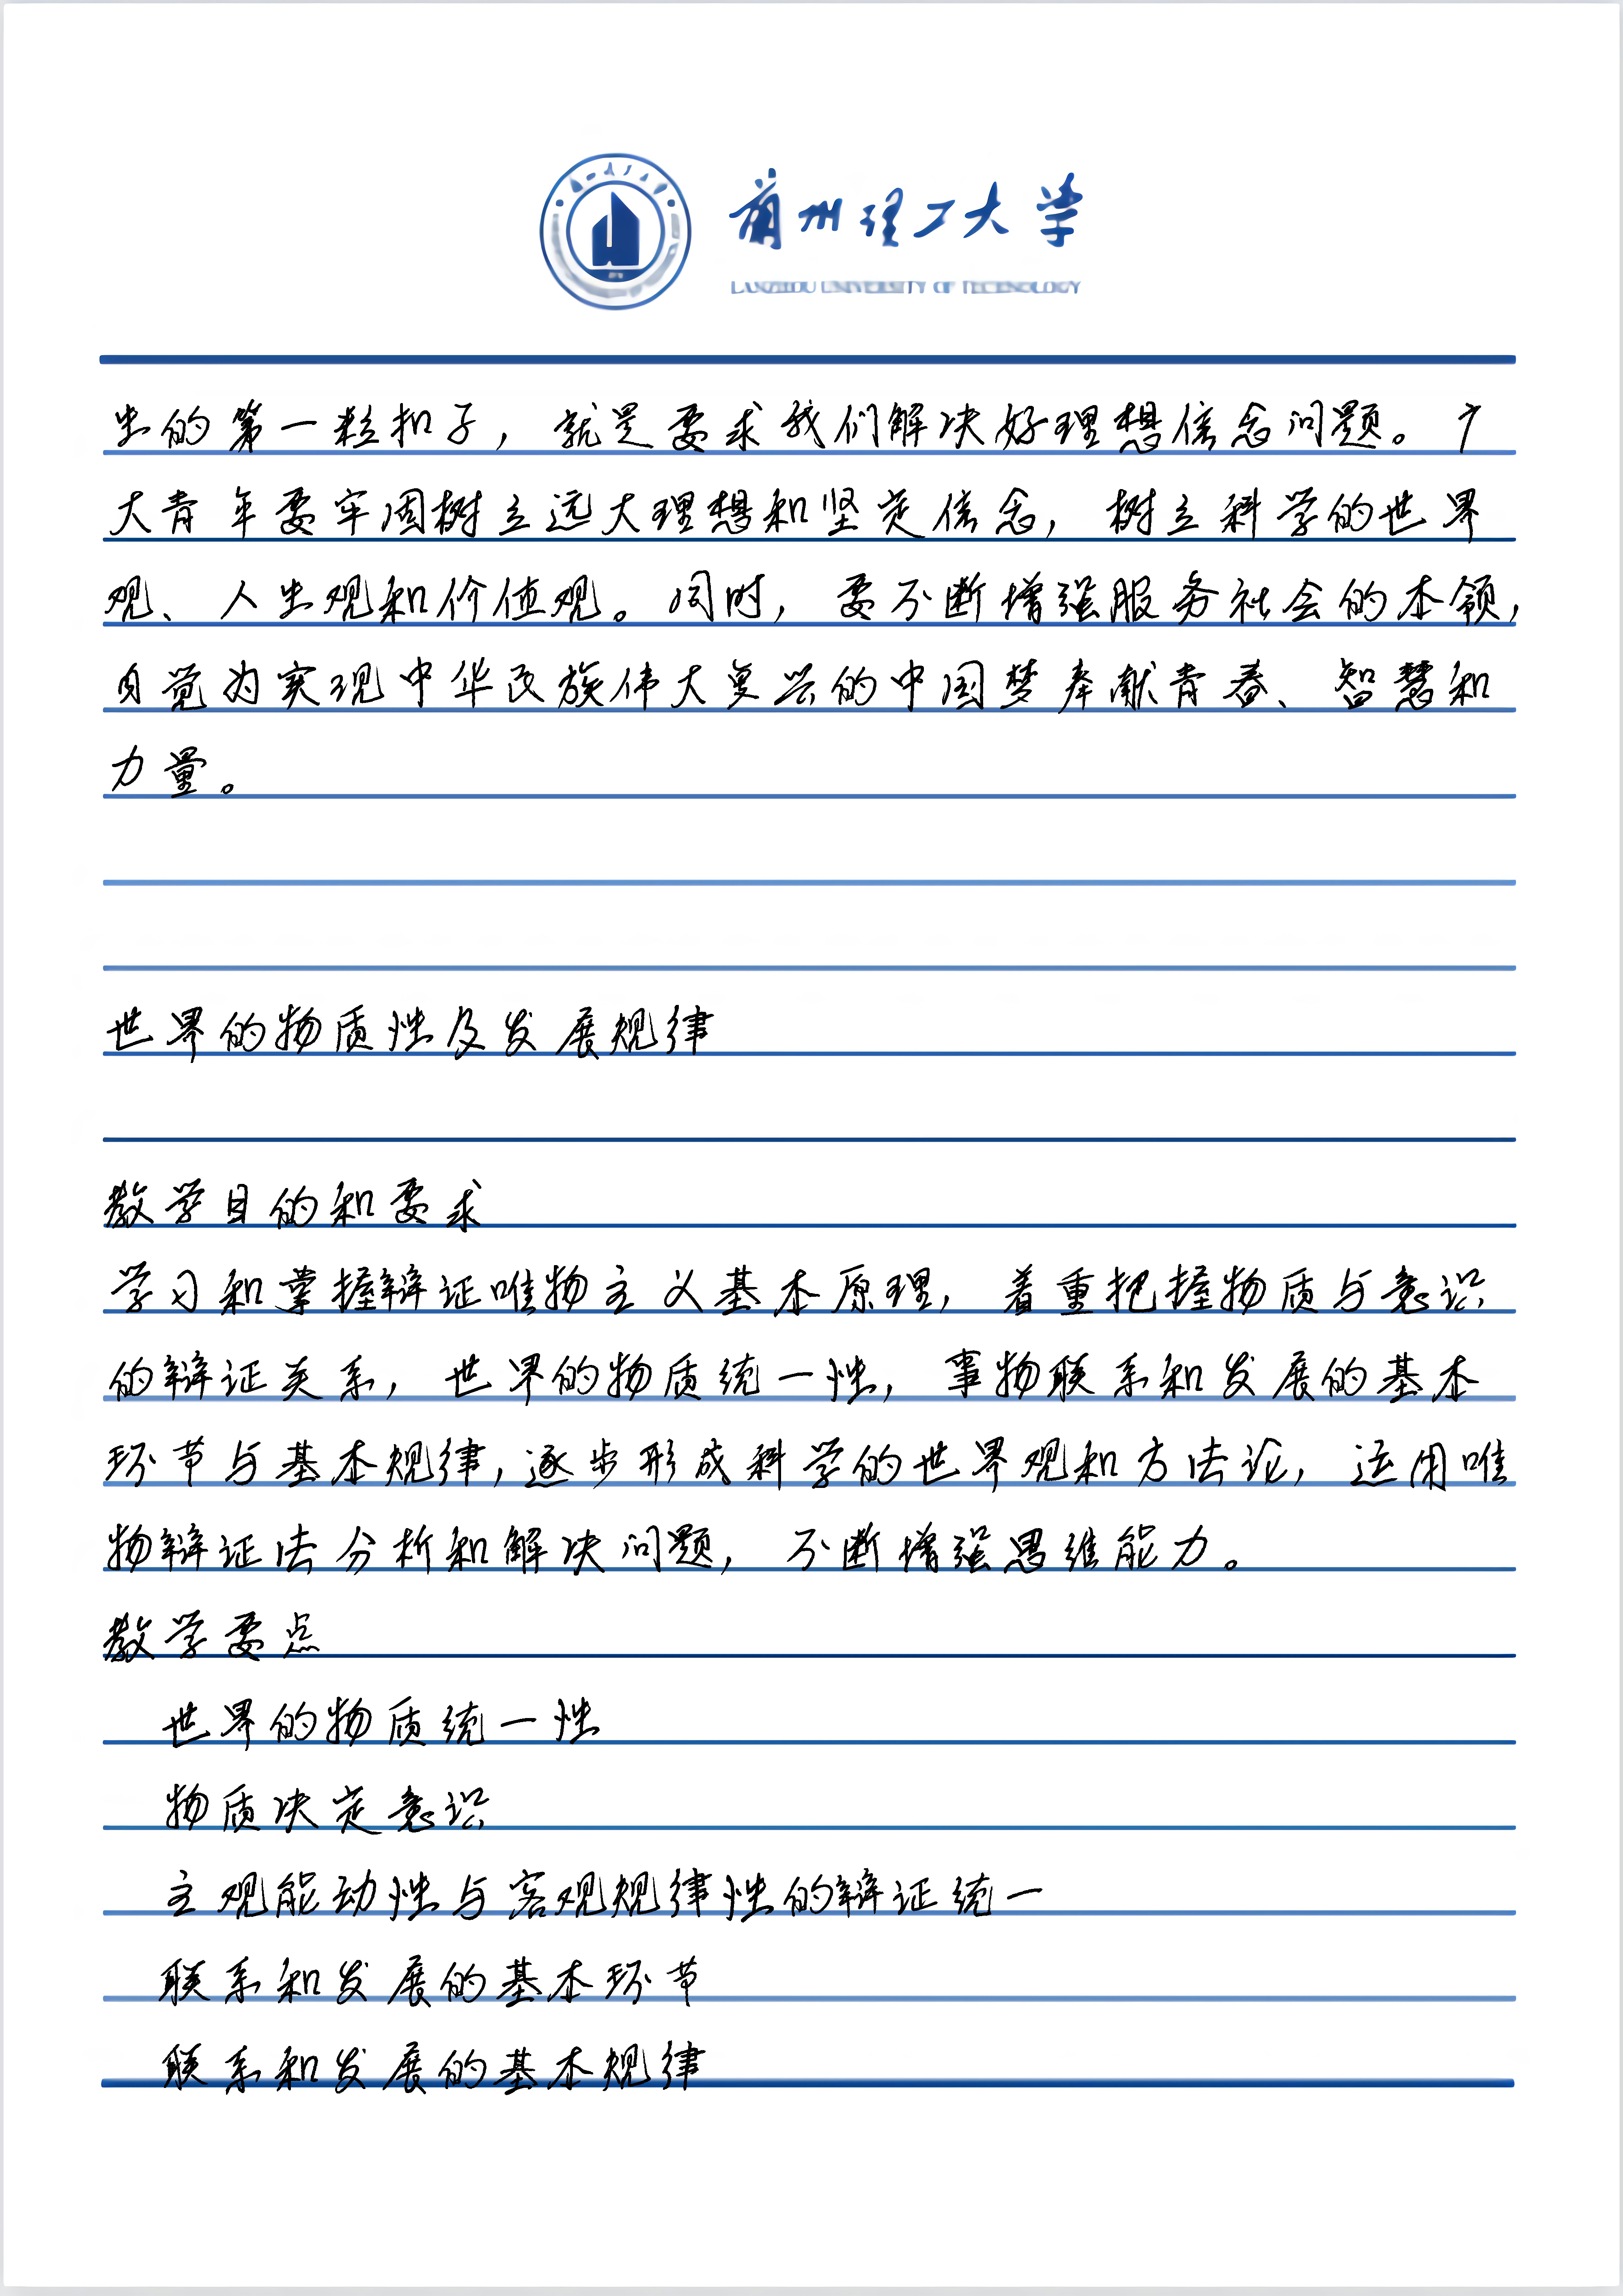 兰州理工大学
LANZHOU UNIVERSITY OF TECHNOLOGY
生的第一粒扣子，就是要求我们解决好理想信念问题。广
大青年要牢固树立远大理想和坚定信念，树立科学的世界
观、人生观和价值观。同时，要不断增强服务社会的本领，
自觉为实现中华民族伟大复兴的中国梦奉献青春、智慧和
力量。
世界的物质性及发展规律
教学目的和要求
学习和掌握辩证唯物主义基本原理，着重把握物质与意识
的辩证关系，世界的物质统一性，事物联系和发展的基本
环节与基本规律，逐步形成科学的世界观和方法论，运用唯
物辩证法分析和解决问题，不断增强思维能力。
教学要点
世界的物质统一性
物质决定意识
主观能动性与客观规律性的辩证统一
联系和发展的基本环节
联系和发展的基本规律